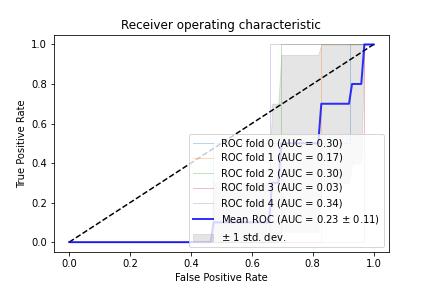 Receiver operating characteristic
True Positive Rate
1.0
0.8
0.6
0.4
0.2
0.0
ROC fold 0 (AUC = 0.30)
ROC fold 1 (AUC = 0.17)
ROC fold 2 (AUC = 0.30)
ROC fold 3 (AUC = 0.03)
ROC fold 4 (AUC = 0.34)
Mean ROC (AUC = 0.23 ± 0.11)
± 1 std. dev.
0.0 0.2 0.4 0.6 0.8 1.0
False Positive Rate